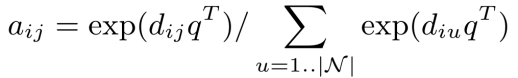 a_{ij} = \exp(d_{ij}q^T) / \sum_{u=1..|\mathcal{N}|} \exp(d_{iu}q^T)